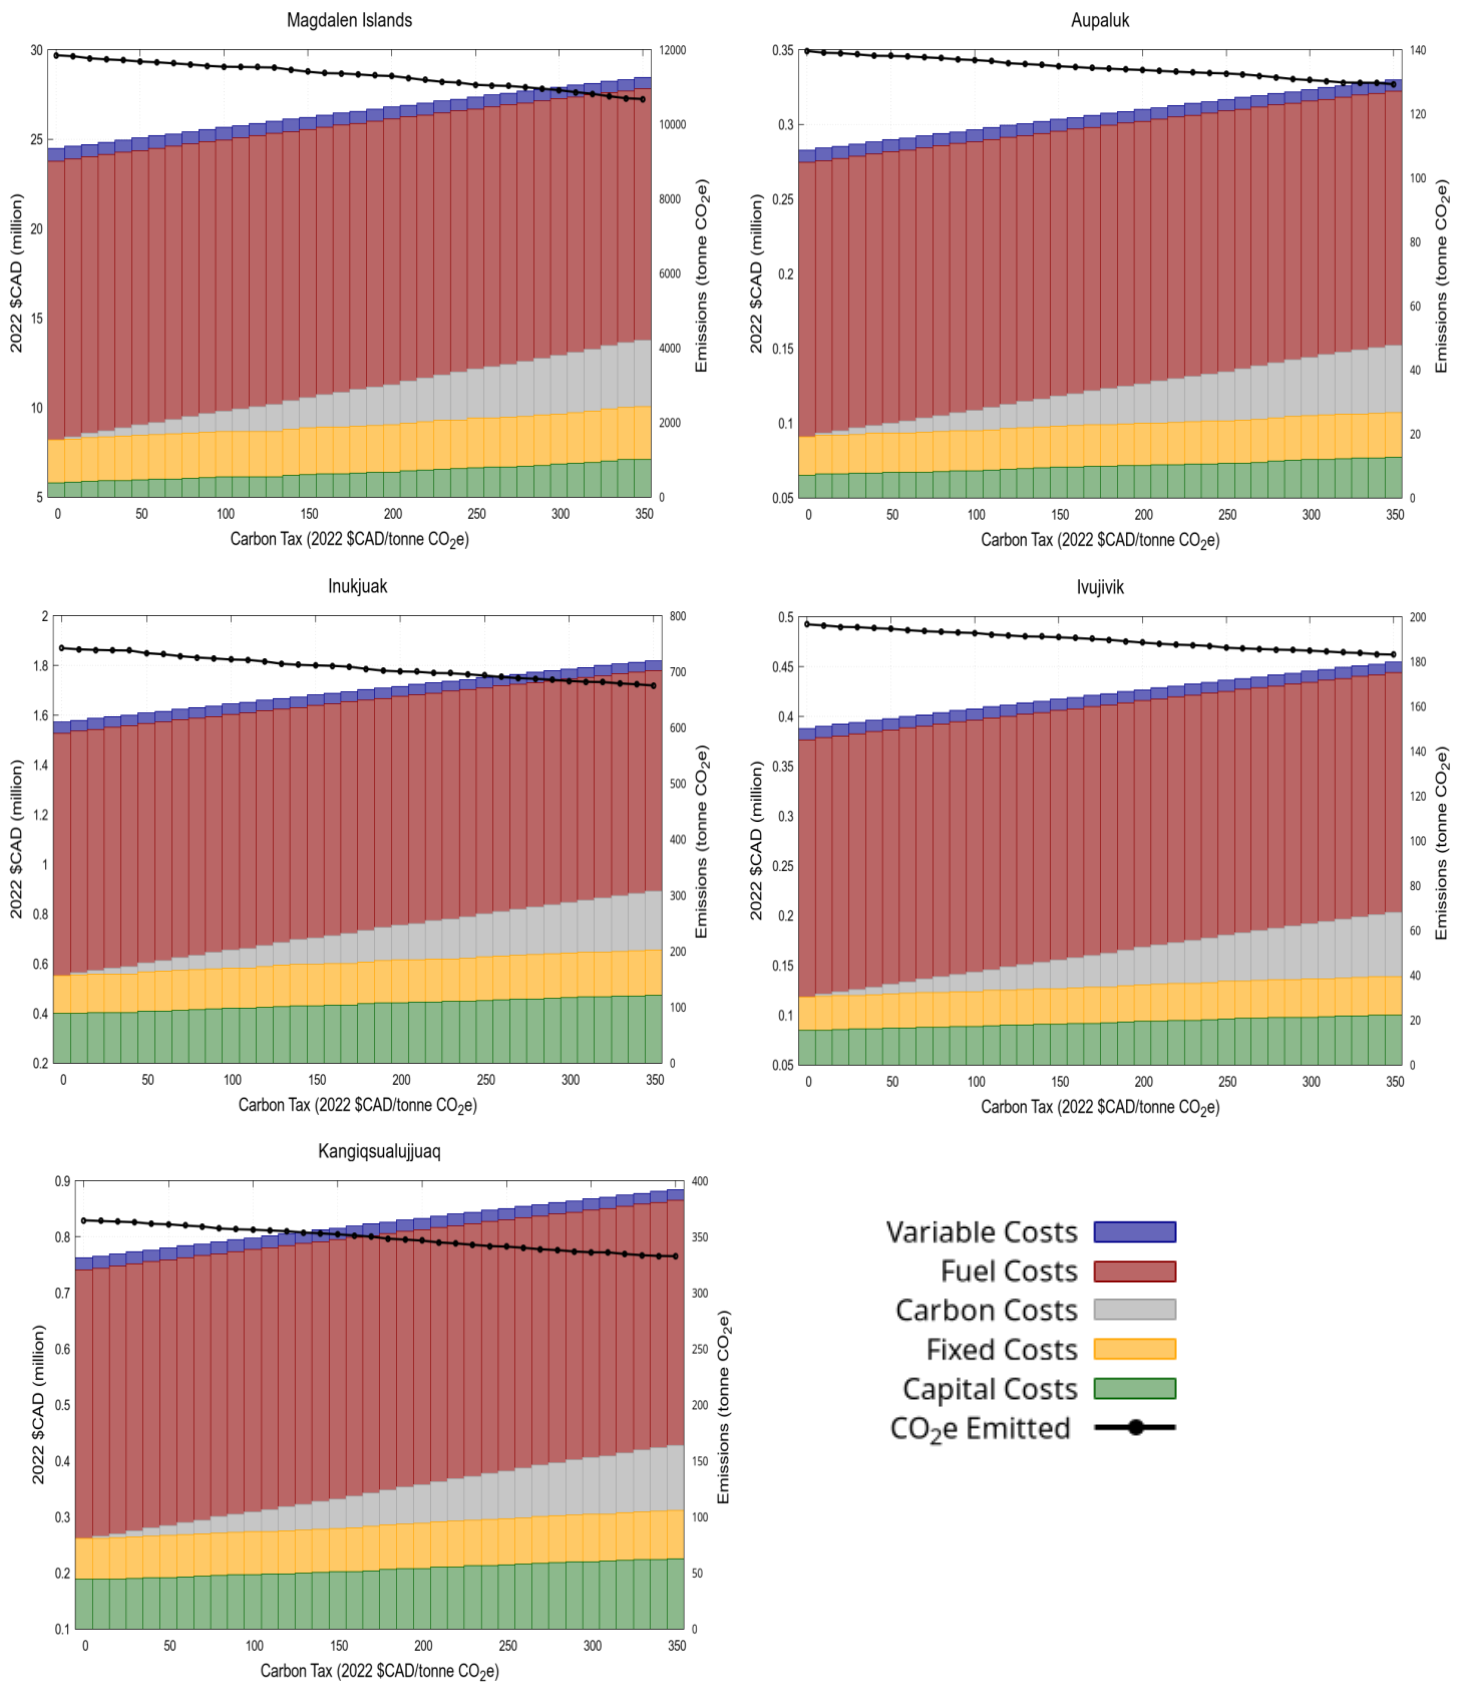 Magdalen Islands
30
25
20
15
10
5
12000
10000
8000
6000
4000
2000
0
2022 $CAD (million)
Emissions (tonne CO2e)
0 50 100 150 200 250 300 350
Carbon Tax (2022 $CAD/tonne CO2e)
Aupaluk
0.35
0.3
0.25
0.2
0.15
0.1
0.05
140
120
100
80
60
40
20
0
2022 $CAD (million)
Emissions (tonne CO2e)
0 50 100 150 200 250 300 350
Carbon Tax (2022 $CAD/tonne CO2e)
Inukjuak
2
1.8
1.6
1.4
1.2
1
0.8
0.6
0.4
0.2
800
700
600
500
400
300
200
100
0
2022 $CAD (million)
Emissions (tonne CO2e)
0 50 100 150 200 250 300 350
Carbon Tax (2022 $CAD/tonne CO2e)
Ivujivik
0.5
0.45
0.4
0.35
0.3
0.25
0.2
0.15
0.1
0.05
200
180
160
140
120
100
80
60
40
20
0
2022 $CAD (million)
Emissions (tonne CO2e)
0 50 100 150 200 250 300 350
Carbon Tax (2022 $CAD/tonne CO2e)
Kangiqsualujjuaq
0.9
0.8
0.7
0.6
0.5
0.4
0.3
0.2
0.1
400
350
300
250
200
150
100
50
0
2022 $CAD (million)
Emissions (tonne CO2e)
0 50 100 150 200 250 300 350
Carbon Tax (2022 $CAD/tonne CO2e)
Variable Costs
Fuel Costs
Carbon Costs
Fixed Costs
Capital Costs
CO2e Emitted